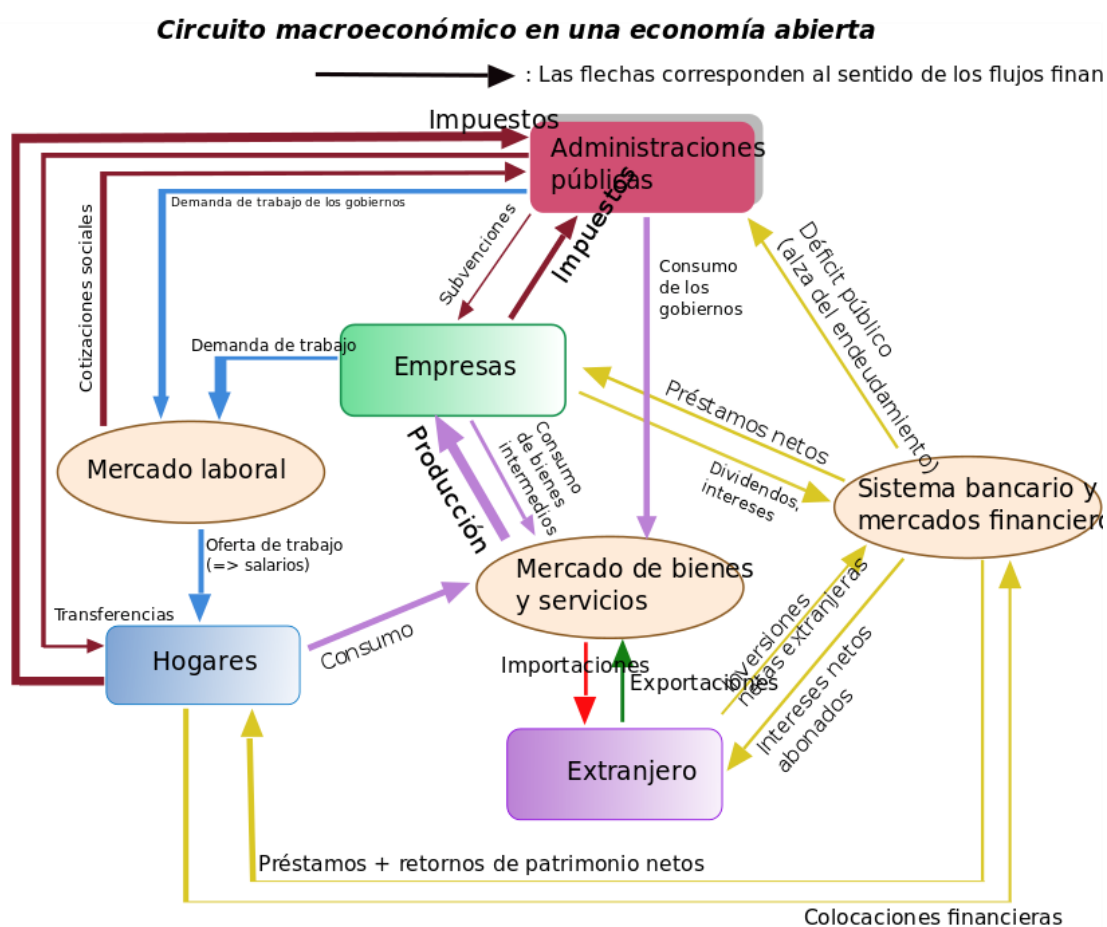 Circuito macroeconómico en una economía abierta
: Las flechas corresponden al sentido de los flujos finan
Impuestos
Administraciones
públicas
Demanda de trabajo de los gobiernos
Cotizaciones sociales
Subvenciones
Impuestos
Consumo
de los
gobiernos
Déficit público
(alza del endeudamiento)
Demanda de trabajo
Empresas
Préstamos netos
Dividendos,
intereses
Producción
Consumo
de bienes
intermedios
Mercado laboral
Sistema bancario y
mercados financiero
Oferta de trabajo
(=> salarios)
Mercado de bienes
y servicios
Transferencias
Hogares
Consumo
Importaciones
Exportaciones
Inversiones
netas extranjeras
Intereses netos
abonados
Extranjero
Préstamos + retornos de patrimonio netos
Colocaciones financieras